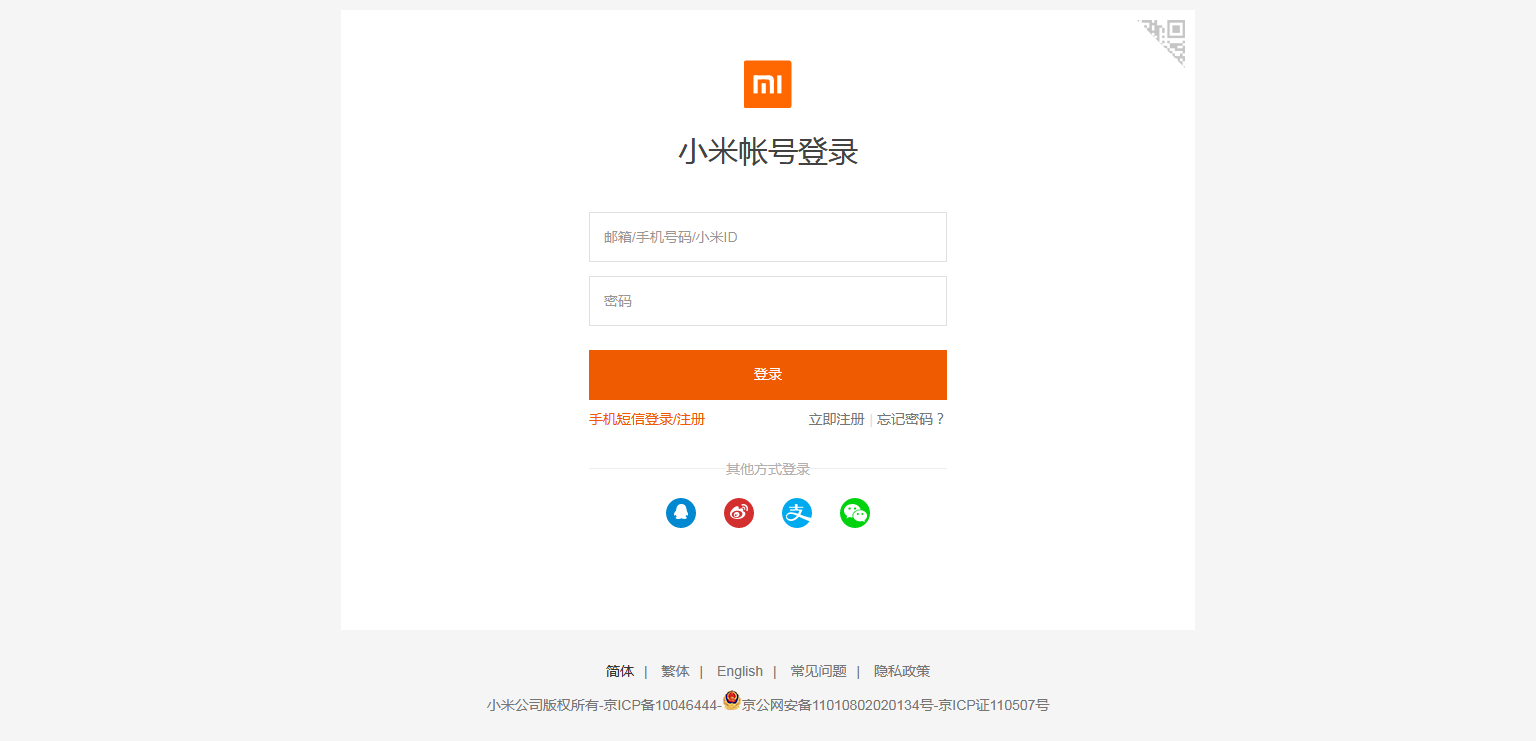 小米帐号登录
邮箱/手机号码/小米ID
密码
登录
手机短信登录/注册 立即注册 | 忘记密码？
其他方式登录
简体 | 繁体 | English | 常见问题 | 隐私政策
小米公司版权所有-京ICP备10046444-京公网安备11010802020134号-京ICP证110507号